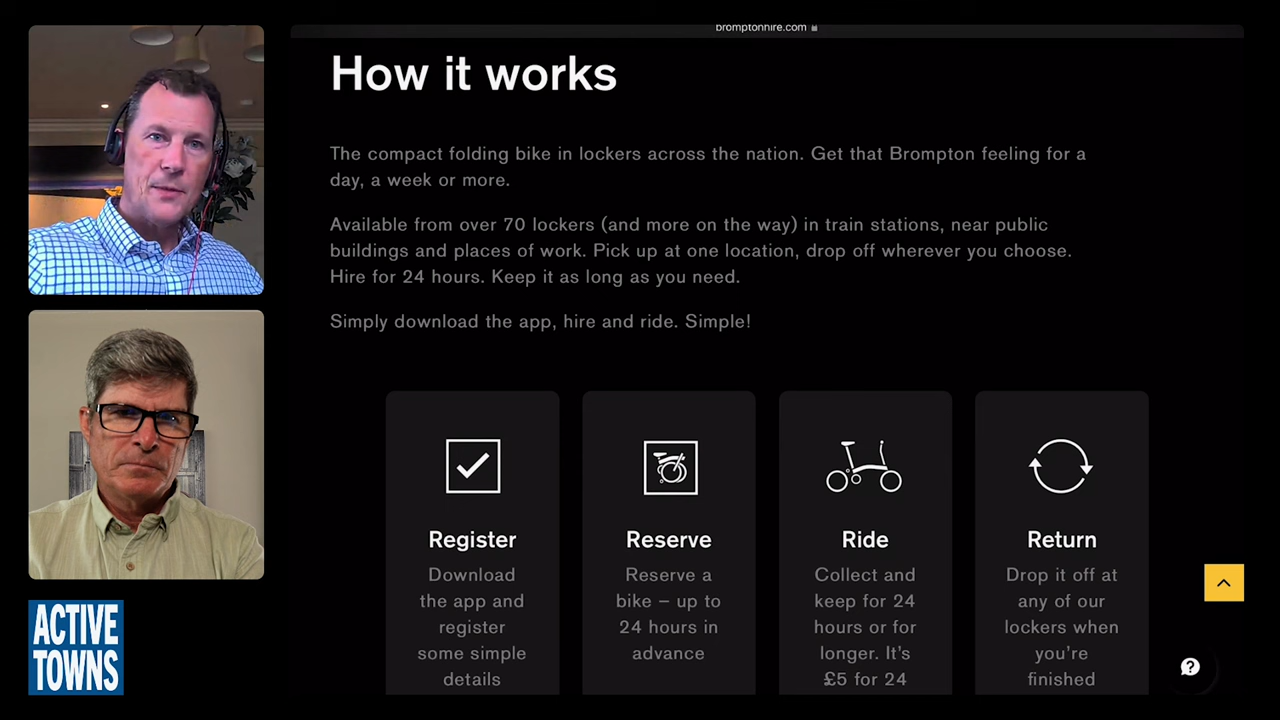 bromptonhire.com
How it works
The compact folding bike in lockers across the nation. Get that Brompton feeling for a
day, a week or more.
Available from over 70 lockers (and more on the way) in train stations, near public
buildings and places of work. Pick up at one location, drop off wherever you choose.
Hire for 24 hours. Keep it as long as you need.
Simply download the app, hire and ride. Simple!
Register
Download
the app and
register
some simple
details
Reserve
Reserve a
bike – up to
24 hours in
advance
Ride
Collect and
keep for 24
hours or for
longer. It's
£5 for 24
Return
Drop it off at
any of our
lockers when
you're
finished
ACTIVE
TOWNS